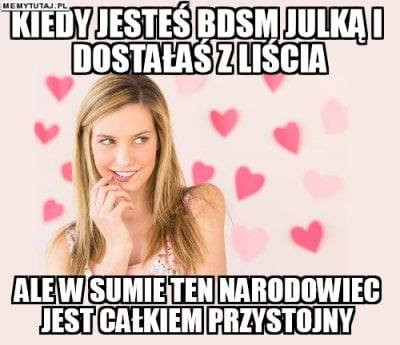 MEMYTUTAJ.PL
KIEDY JESTEŚ BDSM JULKĄ I
DOSTAŁAŚ Z LIŚCIA
ALE W SUMIE TEN NARODOWIEC
JEST CAŁKIEM PRZYSTOJNY